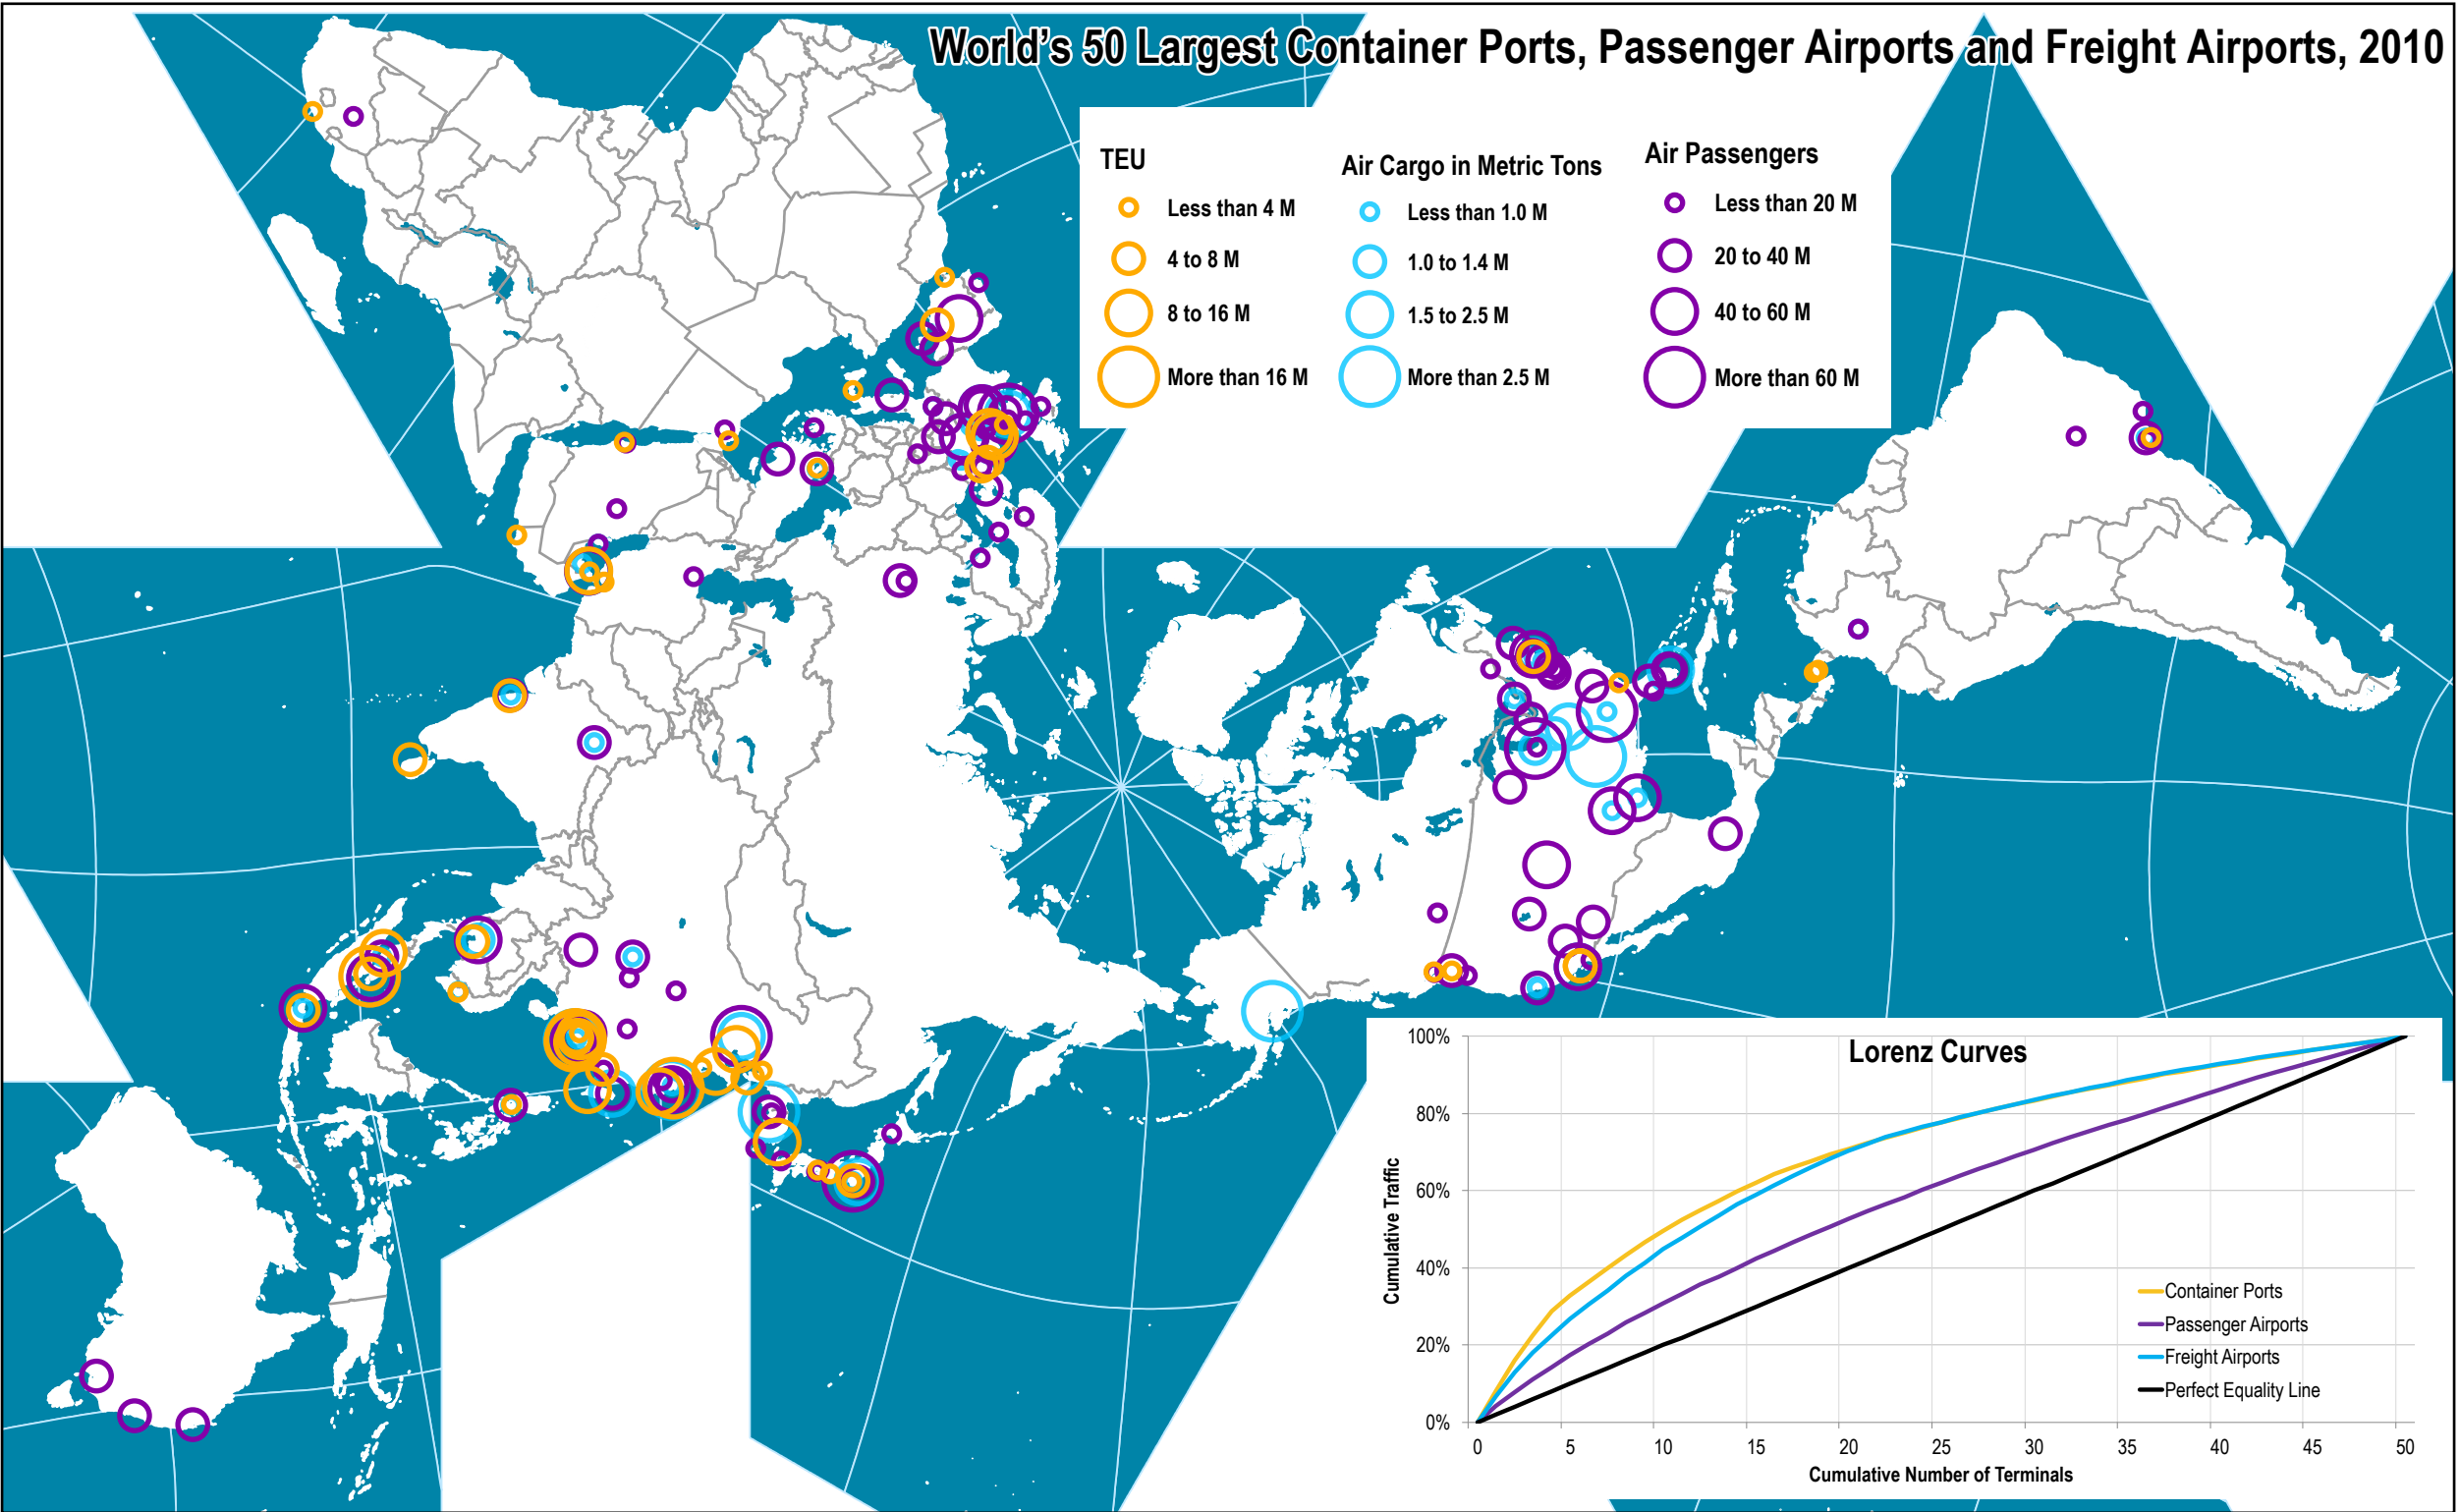 World's 50 Largest Container Ports, Passenger Airports and Freight Airports, 2010
TEU
Less than 4 M
4 to 8 M
8 to 16 M
More than 16 M
Air Cargo in Metric Tons
Less than 1.0 M
1.0 to 1.4 M
1.5 to 2.5 M
More than 2.5 M
Air Passengers
Less than 20 M
20 to 40 M
40 to 60 M
More than 60 M
Lorenz Curves
Cumulative Traffic
100%
80%
60%
40%
20%
0%
Container Ports
Passenger Airports
Freight Airports
Perfect Equality Line
0 5 10 15 20 25 30 35 40 45 50
Cumulative Number of Terminals